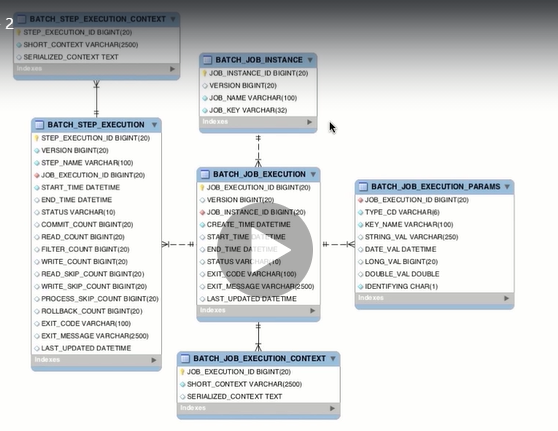 2
BATCH_STEP_EXECUTION_CONTEXT
STEP_EXECUTION_ID BIGINT(20)
SHORT_CONTEXT VARCHAR(2500)
SERIALIZED_CONTEXT TEXT
Indexes
BATCH_JOB_INSTANCE
JOB_INSTANCE_ID BIGINT(20)
VERSION BIGINT(20)
JOB_NAME VARCHAR(100)
JOB_KEY VARCHAR(32)
Indexes
BATCH_STEP_EXECUTION
STEP_EXECUTION_ID BIGINT(20)
VERSION BIGINT(20)
STEP_NAME VARCHAR(100)
JOB_EXECUTION_ID BIGINT(20)
START_TIME DATETIME
END_TIME DATETIME
STATUS VARCHAR(10)
COMMIT_COUNT BIGINT(20)
READ_COUNT BIGINT(20)
FILTER_COUNT BIGINT(20)
WRITE_COUNT BIGINT(20)
READ_SKIP_COUNT BIGINT(20)
WRITE_SKIP_COUNT BIGINT(20)
PROCESS_SKIP_COUNT BIGINT(20)
ROLLBACK_COUNT BIGINT(20)
EXIT_CODE VARCHAR(100)
EXIT_MESSAGE VARCHAR(2500)
LAST_UPDATED DATETIME
Indexes
BATCH_JOB_EXECUTION
JOB_EXECUTION_ID BIGINT(20)
VERSION BIGINT(20)
JOB_INSTANCE_ID BIGINT(20)
CREATE_TIME DATETIME
START_TIME DATETIME
END_TIME DATETIME
STATUS VARCHAR(10)
EXIT_CODE VARCHAR(100)
EXIT_MESSAGE VARCHAR(2500)
LAST_UPDATED DATETIME
Indexes
BATCH_JOB_EXECUTION_PARAMS
JOB_EXECUTION_ID BIGINT(20)
TYPE_CD VARCHAR(6)
KEY_NAME VARCHAR(100)
STRING_VAL VARCHAR(250)
DATE_VAL DATETIME
LONG_VAL BIGINT(20)
DOUBLE_VAL DOUBLE
IDENTIFYING CHAR(1)
Indexes
BATCH_JOB_EXECUTION_CONTEXT
JOB_EXECUTION_ID BIGINT(20)
SHORT_CONTEXT VARCHAR(2500)
SERIALIZED_CONTEXT TEXT
Indexes